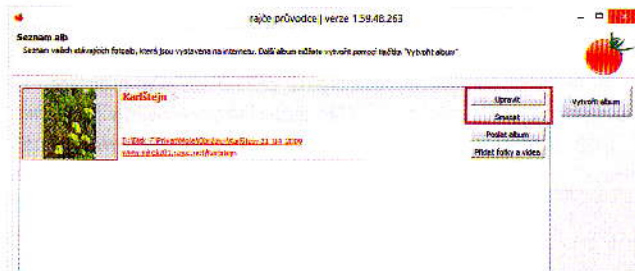 rajče průvodce | verze 1.59.48.263
Seznam alb
Seznam vašich stávajících fotoalb, která jsou vystavena na internetu. Další album můžete vytvořit pomocí tlačítka "Vytvořit album"
Karlštejn
Upravit
Vytvořit album
Smazat
Poslat album
Přidat fotky a video